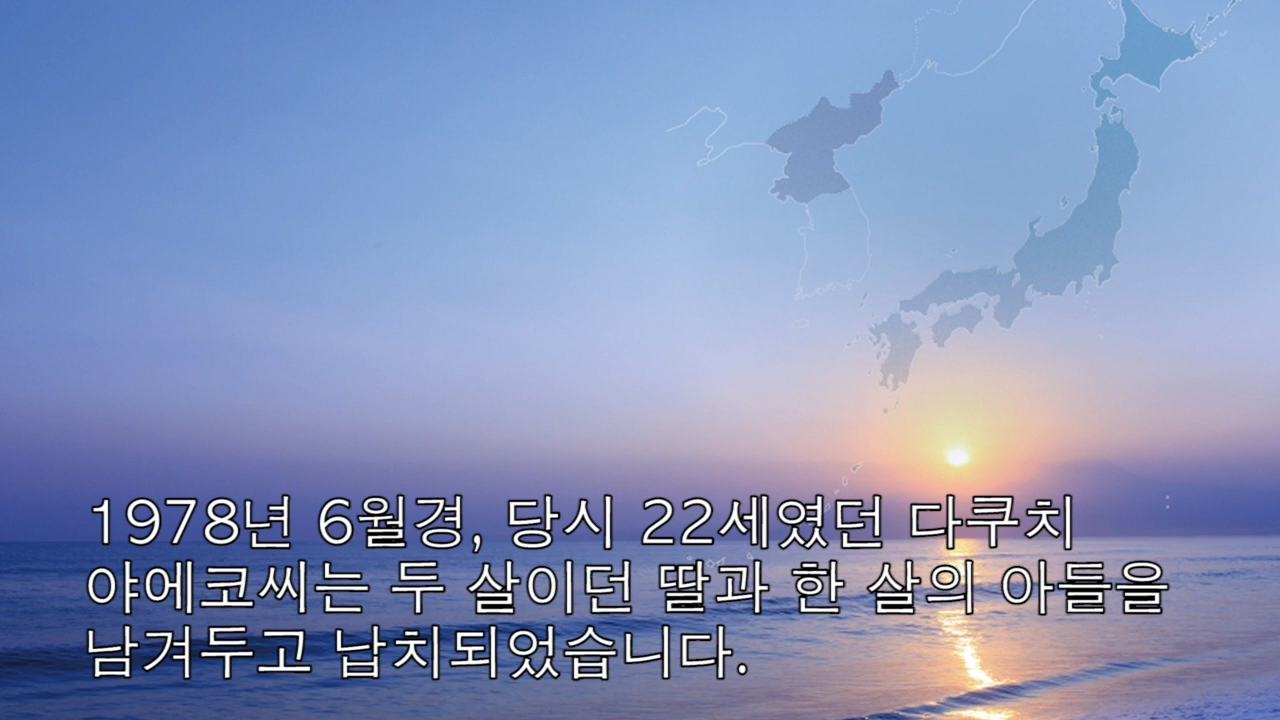 1978년 6월경, 당시 22세였던 다쿠치
야에코씨는 두 살이던 딸과 한 살의 아들을
남겨두고 납치되었습니다.